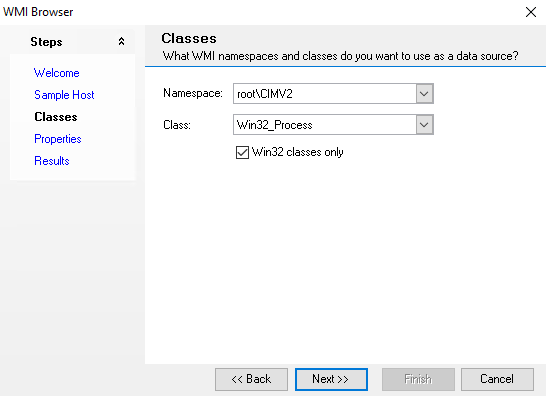 WMI Browser
Steps
Welcome
Sample Host
Classes
Properties
Results
Classes
What WMI namespaces and classes do you want to use as a data source?
Namespace: root\CIMV2
Class: Win32_Process
Win32 classes only
<< Back Next >> Finish Cancel